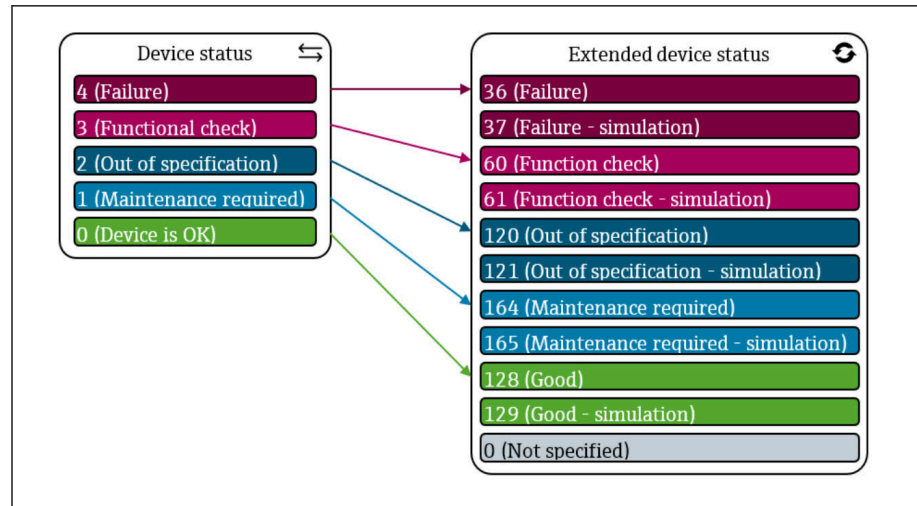 Device status
4 (Failure)
3 (Functional check)
2 (Out of specification)
1 (Maintenance required)
0 (Device is OK)
Extended device status
36 (Failure)
37 (Failure - simulation)
60 (Function check)
61 (Function check - simulation)
120 (Out of specification)
121 (Out of specification - simulation)
164 (Maintenance required)
165 (Maintenance required - simulation)
128 (Good)
129 (Good - simulation)
0 (Not specified)